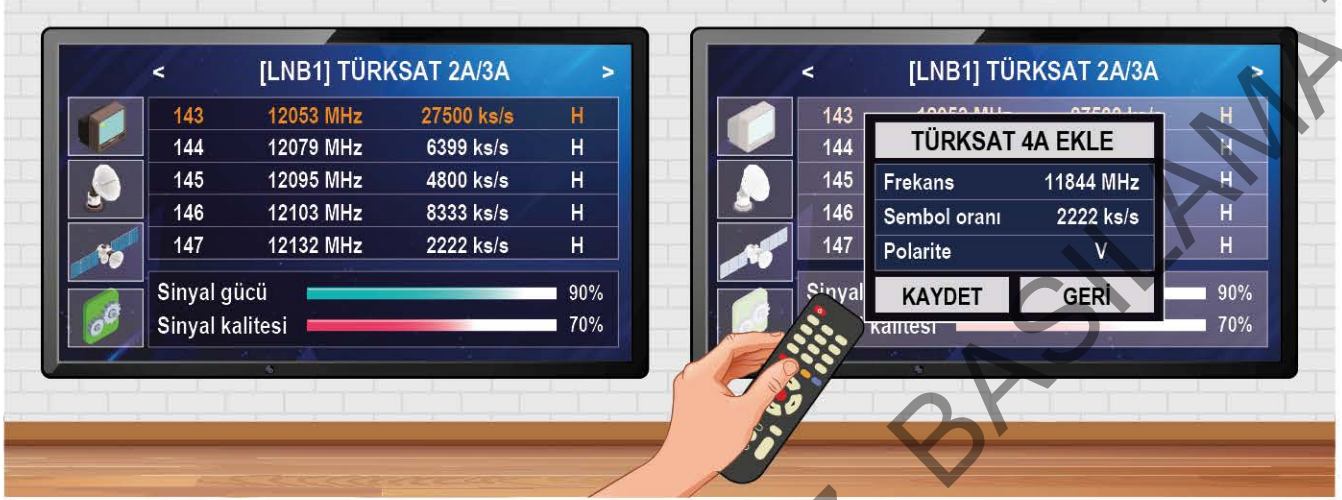 < [LNB1] TÜRKSAT 2A/3A >
143 12053 MHz 27500 ks/s H
144 12079 MHz 6399 ks/s H
145 12095 MHz 4800 ks/s H
146 12103 MHz 8333 ks/s H
147 12132 MHz 2222 ks/s H
Sinyal gücü 90%
Sinyal kalitesi 70%
< [LNB1] TÜRKSAT 2A/3A >
143 H
144 H
145 H
146 H
147 H
TÜRKSAT 4A EKLE
Frekans 11844 MHz
Sembol oranı 2222 ks/s
Polarite V
KAYDET GERİ
Sinyal 90%
kalitesi 70%
BASILAMA